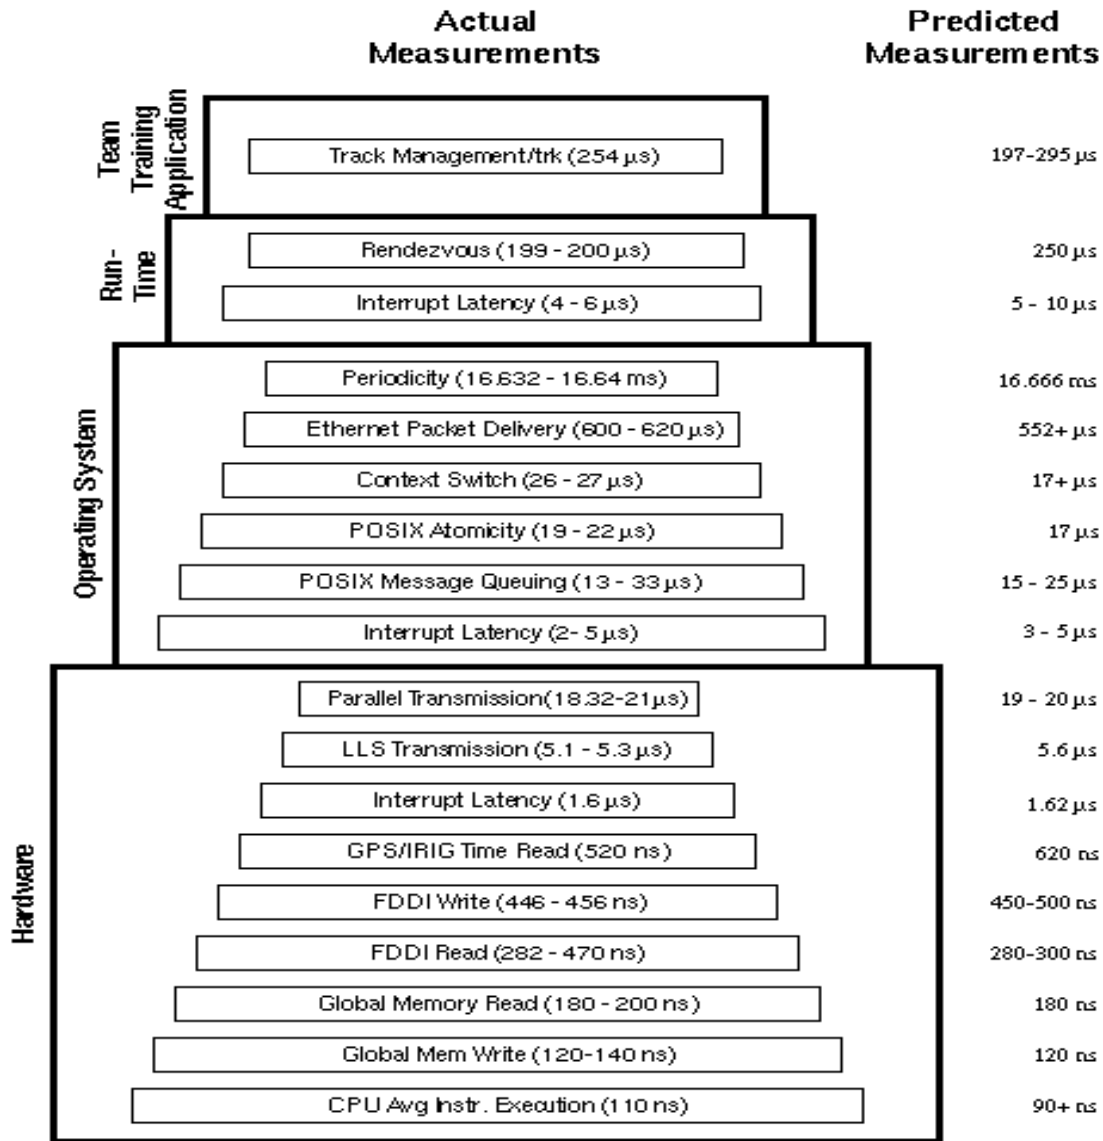 Actual
Measurements
Predicted
Measurements
Team
Training
Application
Track Management/trk (254 µs)
197-295 µs
Run-
Time
Rendezvous (199 - 200 µs)
250 µs
Interrupt Latency (4 - 6 µs)
5 - 10 µs
Operating System
Periodicity (16.632 - 16.64 ms)
16.666 ms
Ethernet Packet Delivery (600 - 620 µs)
552+ µs
Context Switch (26 - 27 µs)
17+ µs
POSIX Atomicity (19 - 22 µs)
17 µs
POSIX Message Queuing (13 - 33 µs)
15 - 25 µs
Interrupt Latency (2- 5 µs)
3 - 5 µs
Hardware
Parallel Transmission(18.32-21 µs)
19 - 20 µs
LLS Transmission (5.1 - 5.3 µs)
5.6 µs
Interrupt Latency (1.6 µs)
1.62 µs
GPS/IRIG Time Read (520 ns)
620 ns
FDDI Write (446 - 456 ns)
450-500 ns
FDDI Read (282 - 470 ns)
280-300 ns
Global Memory Read (180 - 200 ns)
180 ns
Global Mem Write (120-140 ns)
120 ns
CPU Avg Instr. Execution (110 ns)
90+ ns